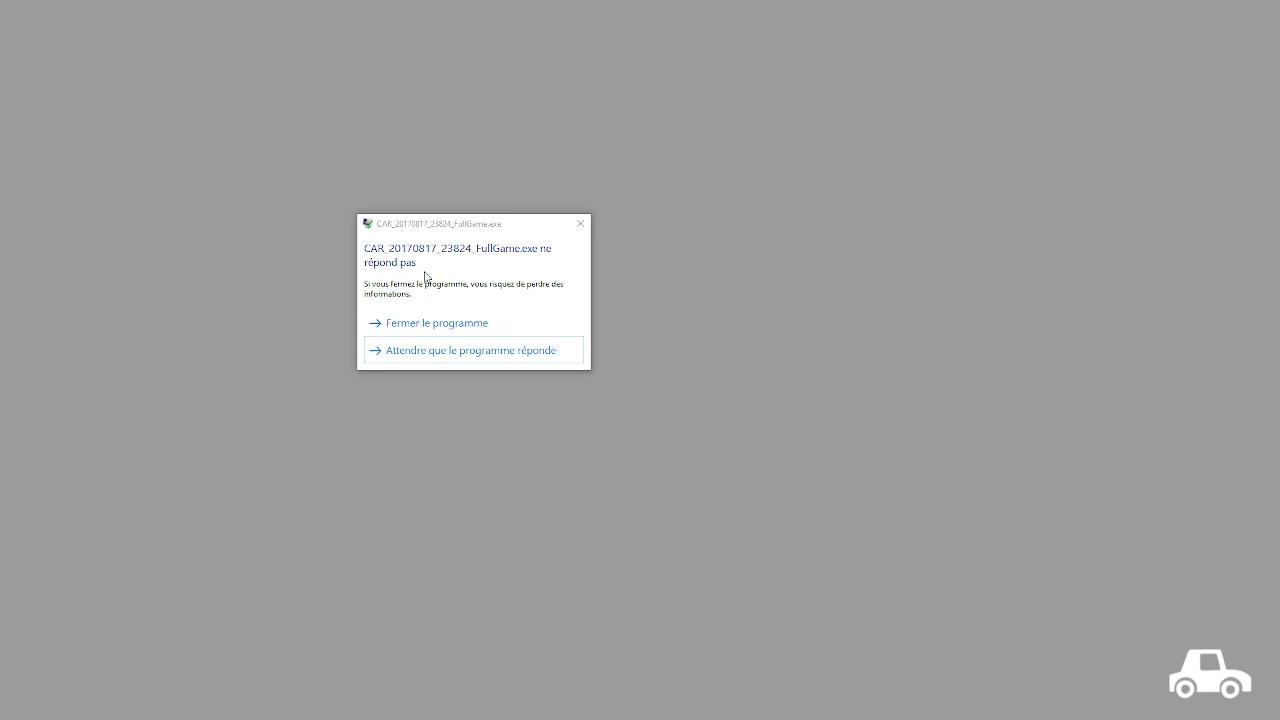 CAR_20170817_23824_FullGame.exe
CAR_20170817_23824_FullGame.exe ne
répond pas
Si vous fermez le programme, vous risquez de perdre des
informations.
Fermer le programme
Attendre que le programme réponde